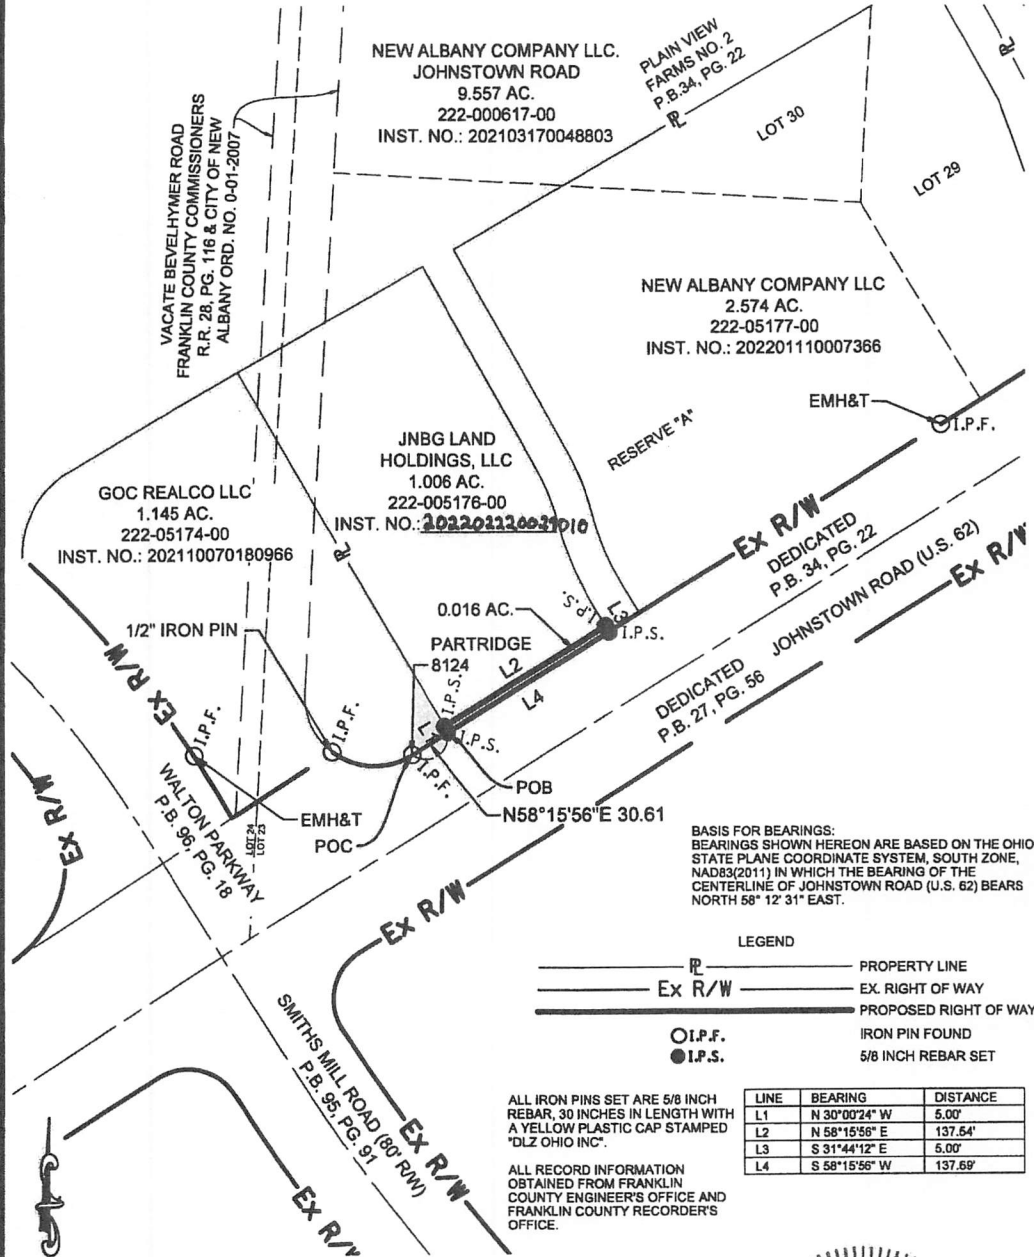 NEW ALBANY COMPANY LLC.
JOHNSTOWN ROAD
9.557 AC.
222-000617-00
INST. NO.: 202103170048803
PLAIN VIEW
FARMS NO. 2
P.B.34, PG. 22
PL
PL
LOT 30
LOT 29
VACATE BEVELHYMER ROAD
FRANKLIN COUNTY COMMISSIONERS
R.R. 28, PG. 116 & CITY OF NEW
ALBANY ORD. NO. 0-01-2007
NEW ALBANY COMPANY LLC
2.574 AC.
222-05177-00
INST. NO.: 202201110007366
EMH&T
I.P.F.
RESERVE "A"
JNBG LAND
HOLDINGS, LLC
1.006 AC.
222-005176-00
INST. NO.:
GOC REALCO LLC
1.145 AC.
222-05174-00
INST. NO.: 202110070180966
PL
Ex R/W
DEDICATED
P.B. 34, PG. 22
JOHNSTOWN ROAD (U.S. 62)
Ex R/W
0.016 AC.
I.P.S.
L3
I.P.S.
1/2" IRON PIN
PARTRIDGE
8124
L2
L4
Ex R/W
I.P.F.
I.P.F.
I.P.S.
L1
I.P.S.
I.P.F.
DEDICATED
P.B. 27, PG. 56
POB
N58°15'56"E 30.61
EMH&T
POC
WALTON PARKWAY
P.B. 96, PG. 18
LOT 24
LOT 23
Ex R/W
Ex R/W
BASIS FOR BEARINGS:
BEARINGS SHOWN HEREON ARE BASED ON THE OHIO
STATE PLANE COORDINATE SYSTEM, SOUTH ZONE,
NAD83(2011) IN WHICH THE BEARING OF THE
CENTERLINE OF JOHNSTOWN ROAD (U.S. 62) BEARS
NORTH 58° 12' 31" EAST.
LEGEND
PL PROPERTY LINE
Ex R/W EX. RIGHT OF WAY
PROPOSED RIGHT OF WAY
I.P.F. IRON PIN FOUND
I.P.S. 5/8 INCH REBAR SET
SMITHS MILL ROAD (80' R/W)
P.B. 95, PG. 91
Ex R/W
Ex R/W
ALL IRON PINS SET ARE 5/8 INCH
REBAR, 30 INCHES IN LENGTH WITH
A YELLOW PLASTIC CAP STAMPED
"DLZ OHIO INC".
ALL RECORD INFORMATION
OBTAINED FROM FRANKLIN
COUNTY ENGINEER'S OFFICE AND
FRANKLIN COUNTY RECORDER'S
OFFICE.
LINE BEARING DISTANCE
L1 N 30°00'24" W 5.00'
L2 N 58°15'56" E 137.54'
L3 S 31°44'12" E 5.00'
L4 S 58°15'56" W 137.69'